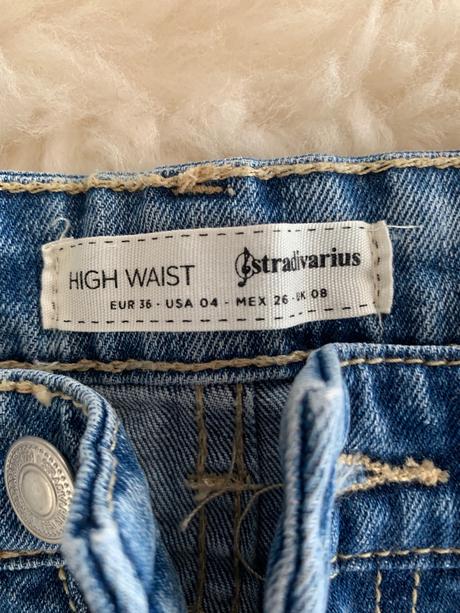 HIGH WAIST
stradivarius
EUR 36 - USA 04 - MEX 26 - UK 08